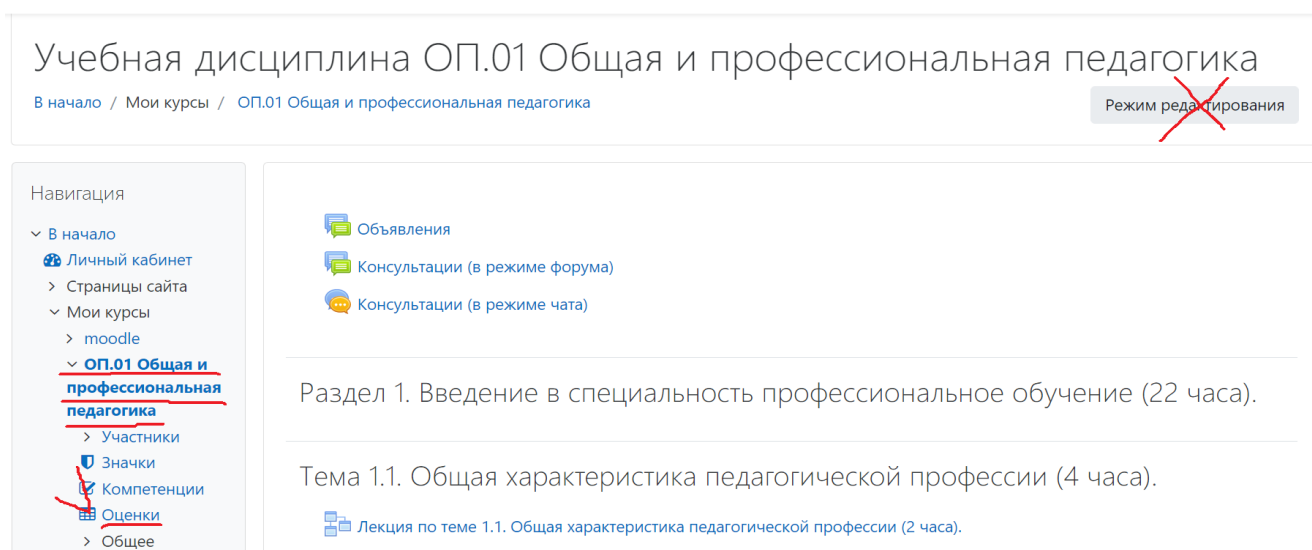 Учебная дисциплина ОП.01 Общая и профессиональная педагогика
В начало / Мои курсы / ОП.01 Общая и профессиональная педагогика
Режим редактирования
Навигация
В начало
Личный кабинет
Страницы сайта
Мои курсы
moodle
ОП.01 Общая и
профессиональная
педагогика
Участники
Значки
Компетенции
Оценки
Общее
Объявления
Консультации (в режиме форума)
Консультации (в режиме чата)
Раздел 1. Введение в специальность профессиональное обучение (22 часа).
Тема 1.1. Общая характеристика педагогической профессии (4 часа).
Лекция по теме 1.1. Общая характеристика педагогической профессии (2 часа).